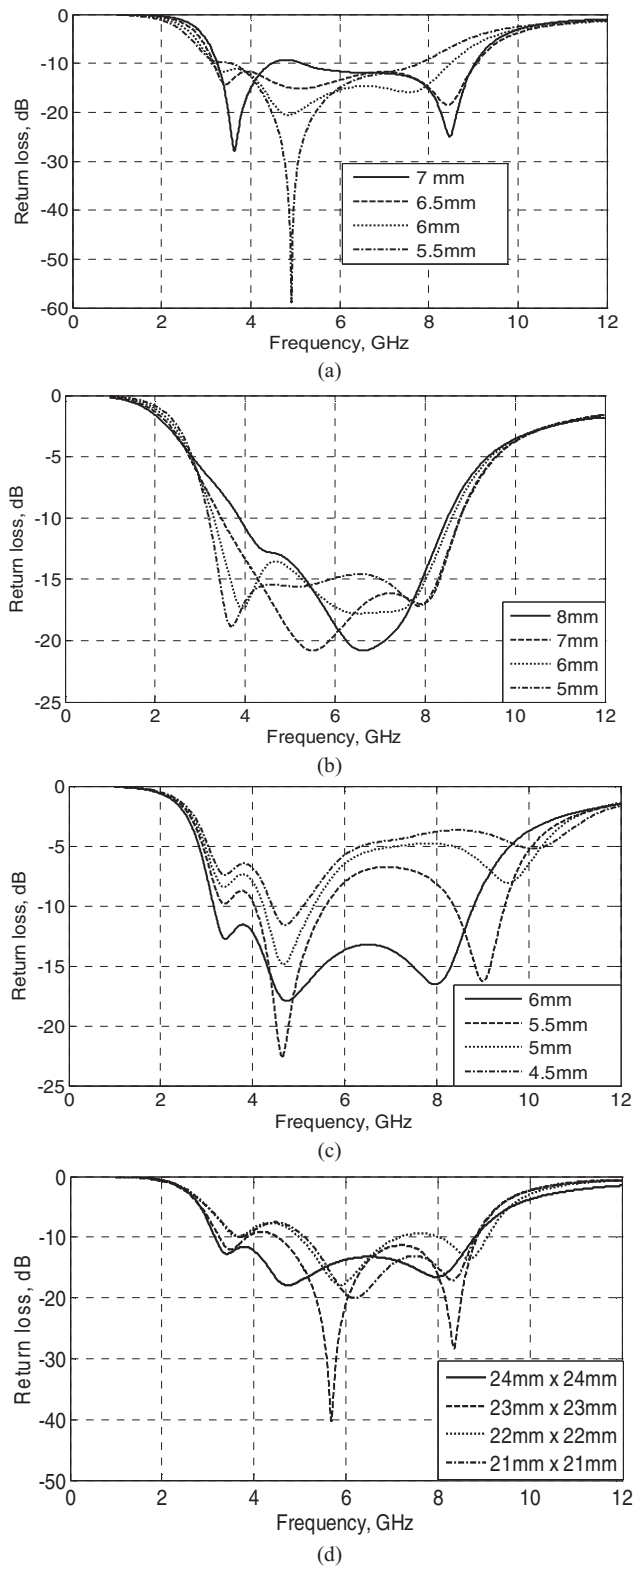 0
-10
-20
-30
-40
-50
-60
Return loss, dB
7 mm
6.5mm
6mm
5.5mm
0 2 4 6 8 10 12
Frequency, GHz
(a)
0
-5
-10
-15
-20
-25
Return loss, dB
8mm
7mm
6mm
5mm
0 2 4 6 8 10 12
Frequency, GHz
(b)
0
-5
-10
-15
-20
-25
Return loss, dB
6mm
5.5mm
5mm
4.5mm
0 2 4 6 8 10 12
Frequency, GHz
(c)
0
-10
-20
-30
-40
-50
Return loss, dB
24mm x 24mm
23mm x 23mm
22mm x 22mm
21mm x 21mm
0 2 4 6 8 10 12
Frequency, GHz
(d)